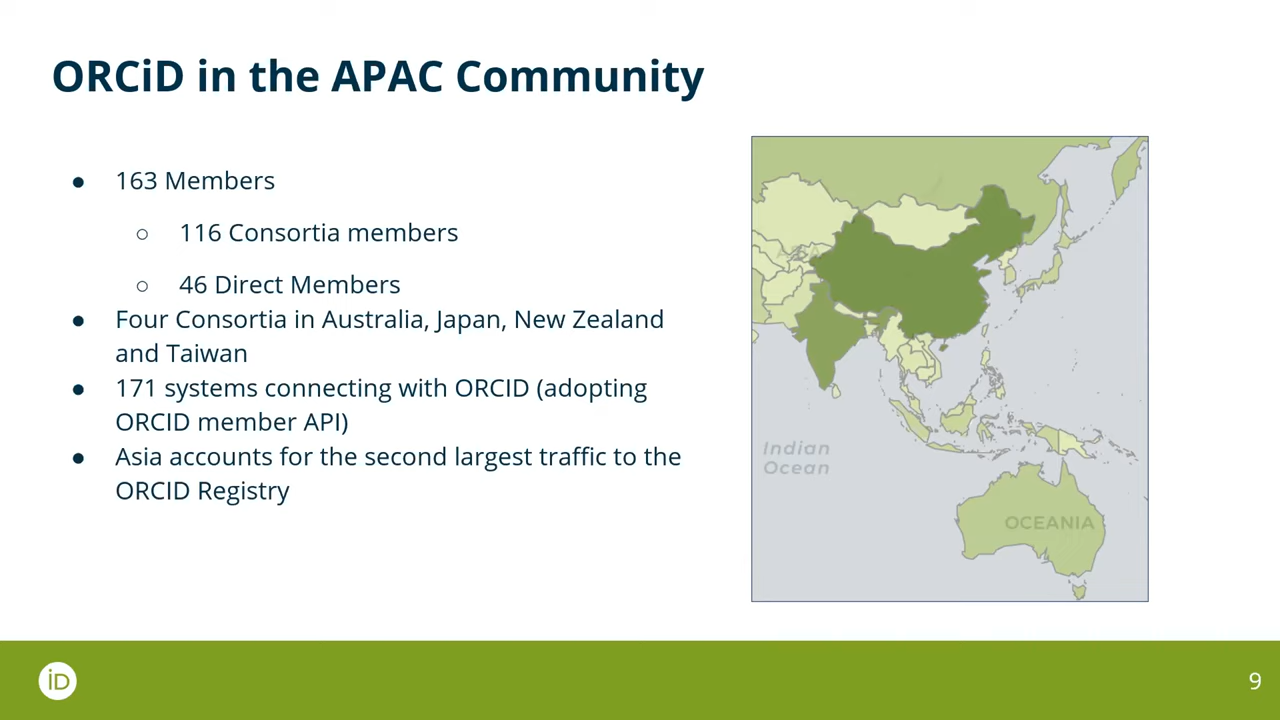 ORCiD in the APAC Community
● 163 Members
○ 116 Consortia members
○ 46 Direct Members
● Four Consortia in Australia, Japan, New Zealand
and Taiwan
● 171 systems connecting with ORCID (adopting
ORCID member API)
● Asia accounts for the second largest traffic to the
ORCID Registry
ASIA
Indian
Ocean
OCEANIA
iD
9